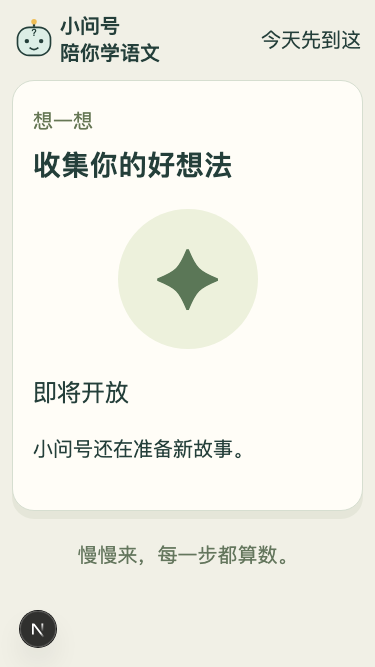 小问号
陪你学语文
今天先到这
想一想
收集你的好想法
即将开放
小问号还在准备新故事。
慢慢来，每一步都算数。
N